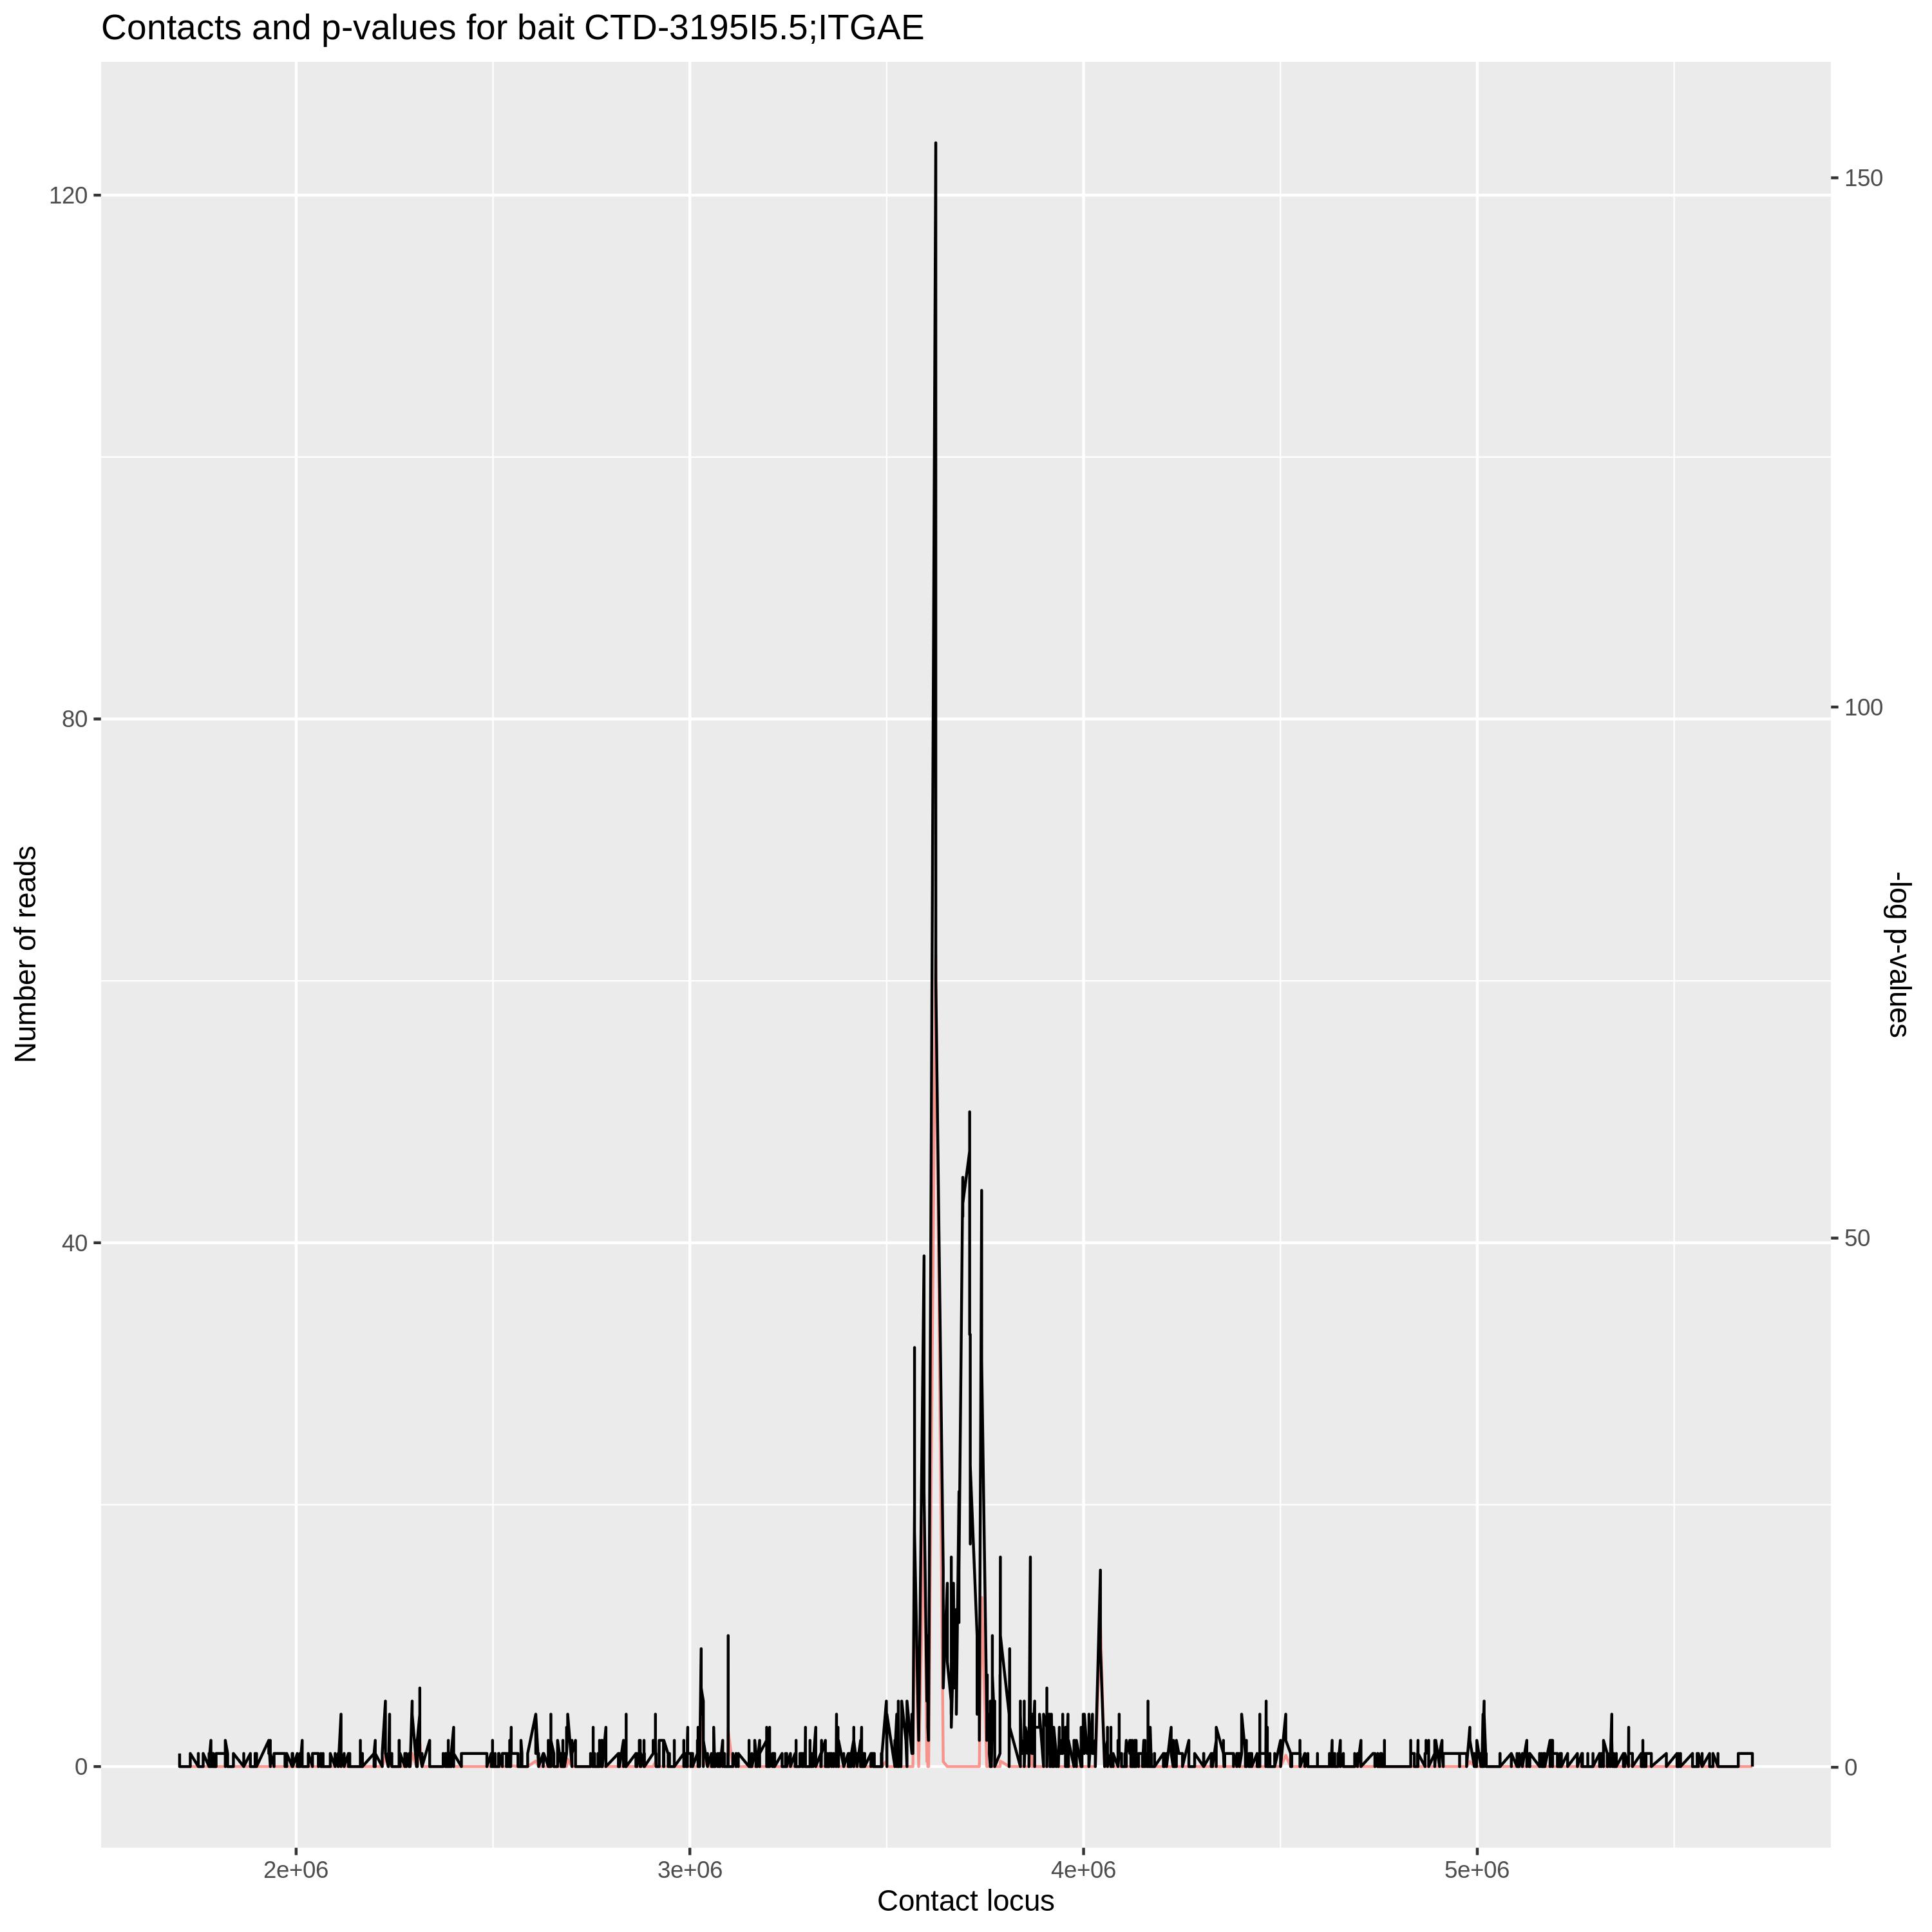 Contacts and p-values for bait CTD-3195I5.5;ITGAE
120
80
40
0
Number of reads
150
100
50
0
-log p-values
2e+06 3e+06 4e+06 5e+06
Contact locus